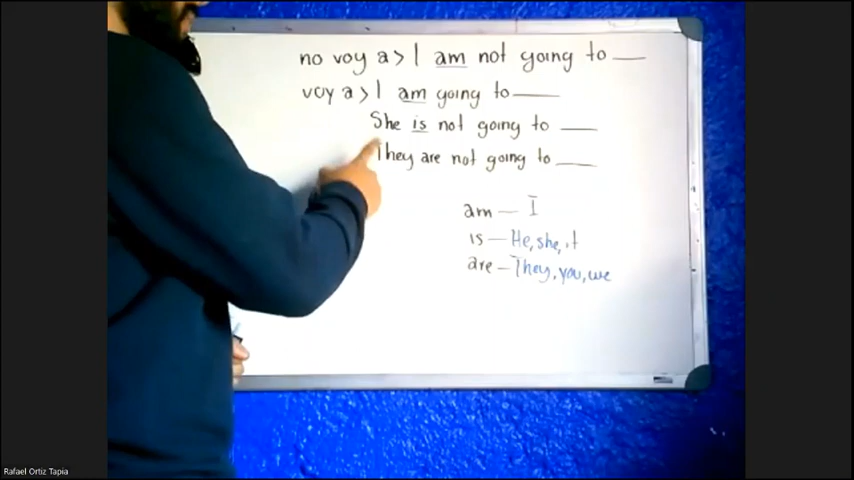 no voy a > I am not going to ___
voy a > I am going to ___
She is not going to ___
They are not going to ___
am — I
is — He, she, it
are — They, you, we
Rafael Ortiz Tapia